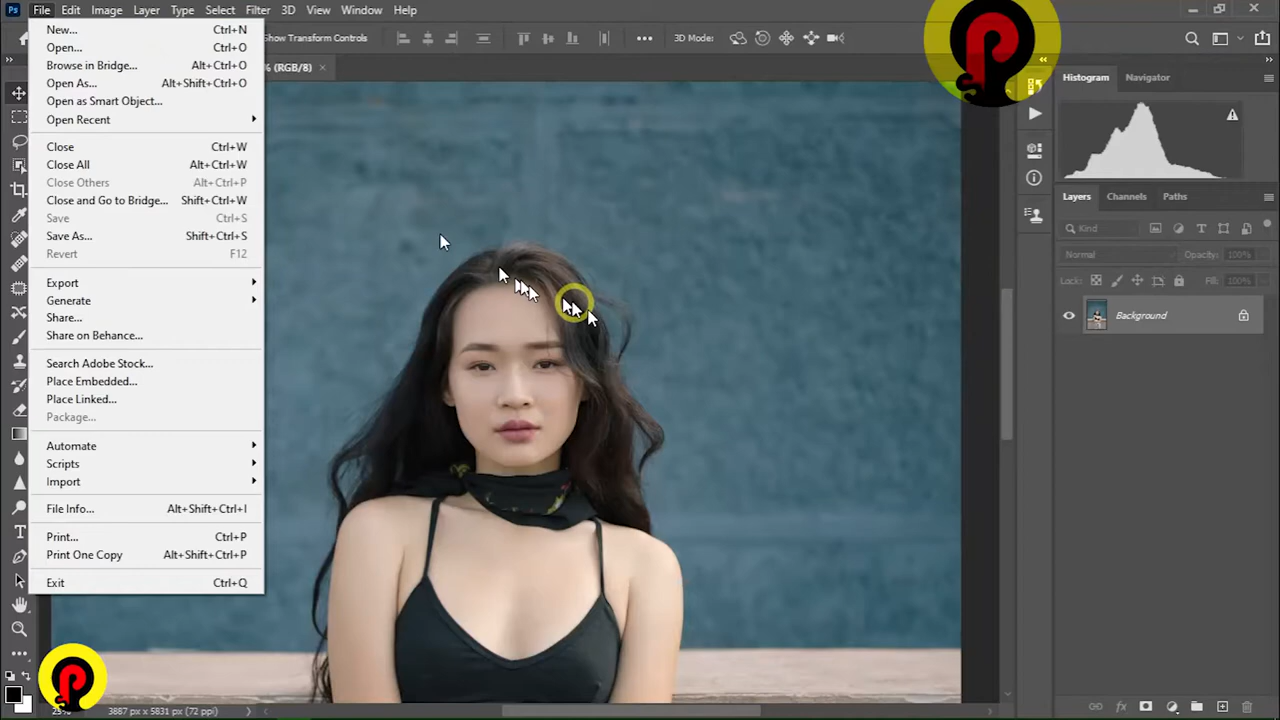 Ps File Edit Image Layer Type Select Filter 3D View Window Help
Show Transform Controls 3D Mode:
% (RGB/8)
New... Ctrl+N
Open... Ctrl+O
Browse in Bridge... Alt+Ctrl+O
Open As... Alt+Shift+Ctrl+O
Open as Smart Object...
Open Recent
Close Ctrl+W
Close All Alt+Ctrl+W
Close Others Alt+Ctrl+P
Close and Go to Bridge... Shift+Ctrl+W
Save Ctrl+S
Save As... Shift+Ctrl+S
Revert F12
Export
Generate
Share...
Share on Behance...
Search Adobe Stock...
Place Embedded...
Place Linked...
Package...
Automate
Scripts
Import
File Info... Alt+Shift+Ctrl+I
Print... Ctrl+P
Print One Copy Alt+Shift+Ctrl+P
Exit Ctrl+Q
Histogram Navigator
Layers Channels Paths
Kind
Normal Opacity: 100%
Lock: Fill: 100%
Background
3887 px x 5831 px (72 ppi)